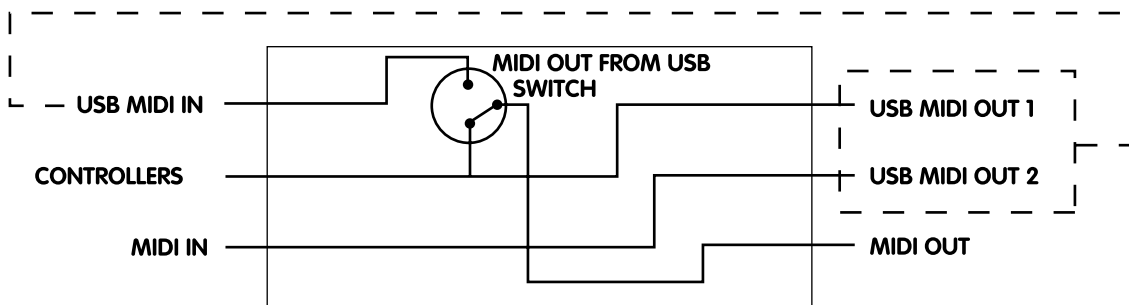 MIDI OUT FROM USB
SWITCH
USB MIDI IN
USB MIDI OUT 1
CONTROLLERS
USB MIDI OUT 2
MIDI IN
MIDI OUT